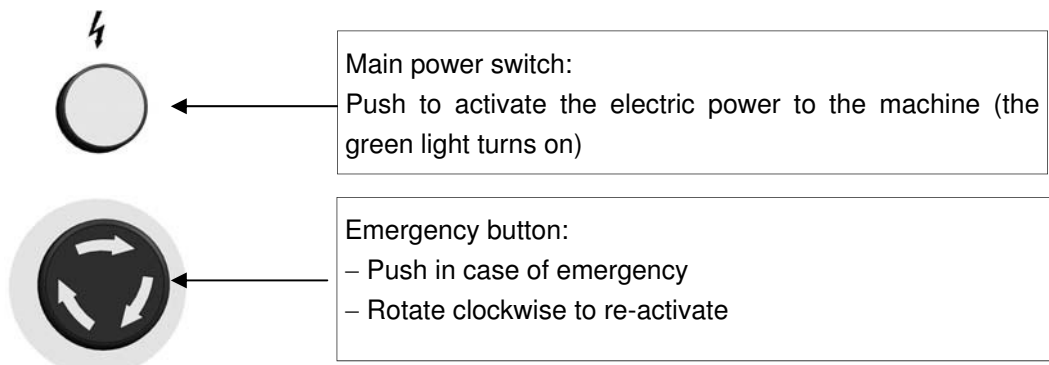 Main power switch:
Push to activate the electric power to the machine (the
green light turns on)
Emergency button:
– Push in case of emergency
– Rotate clockwise to re-activate